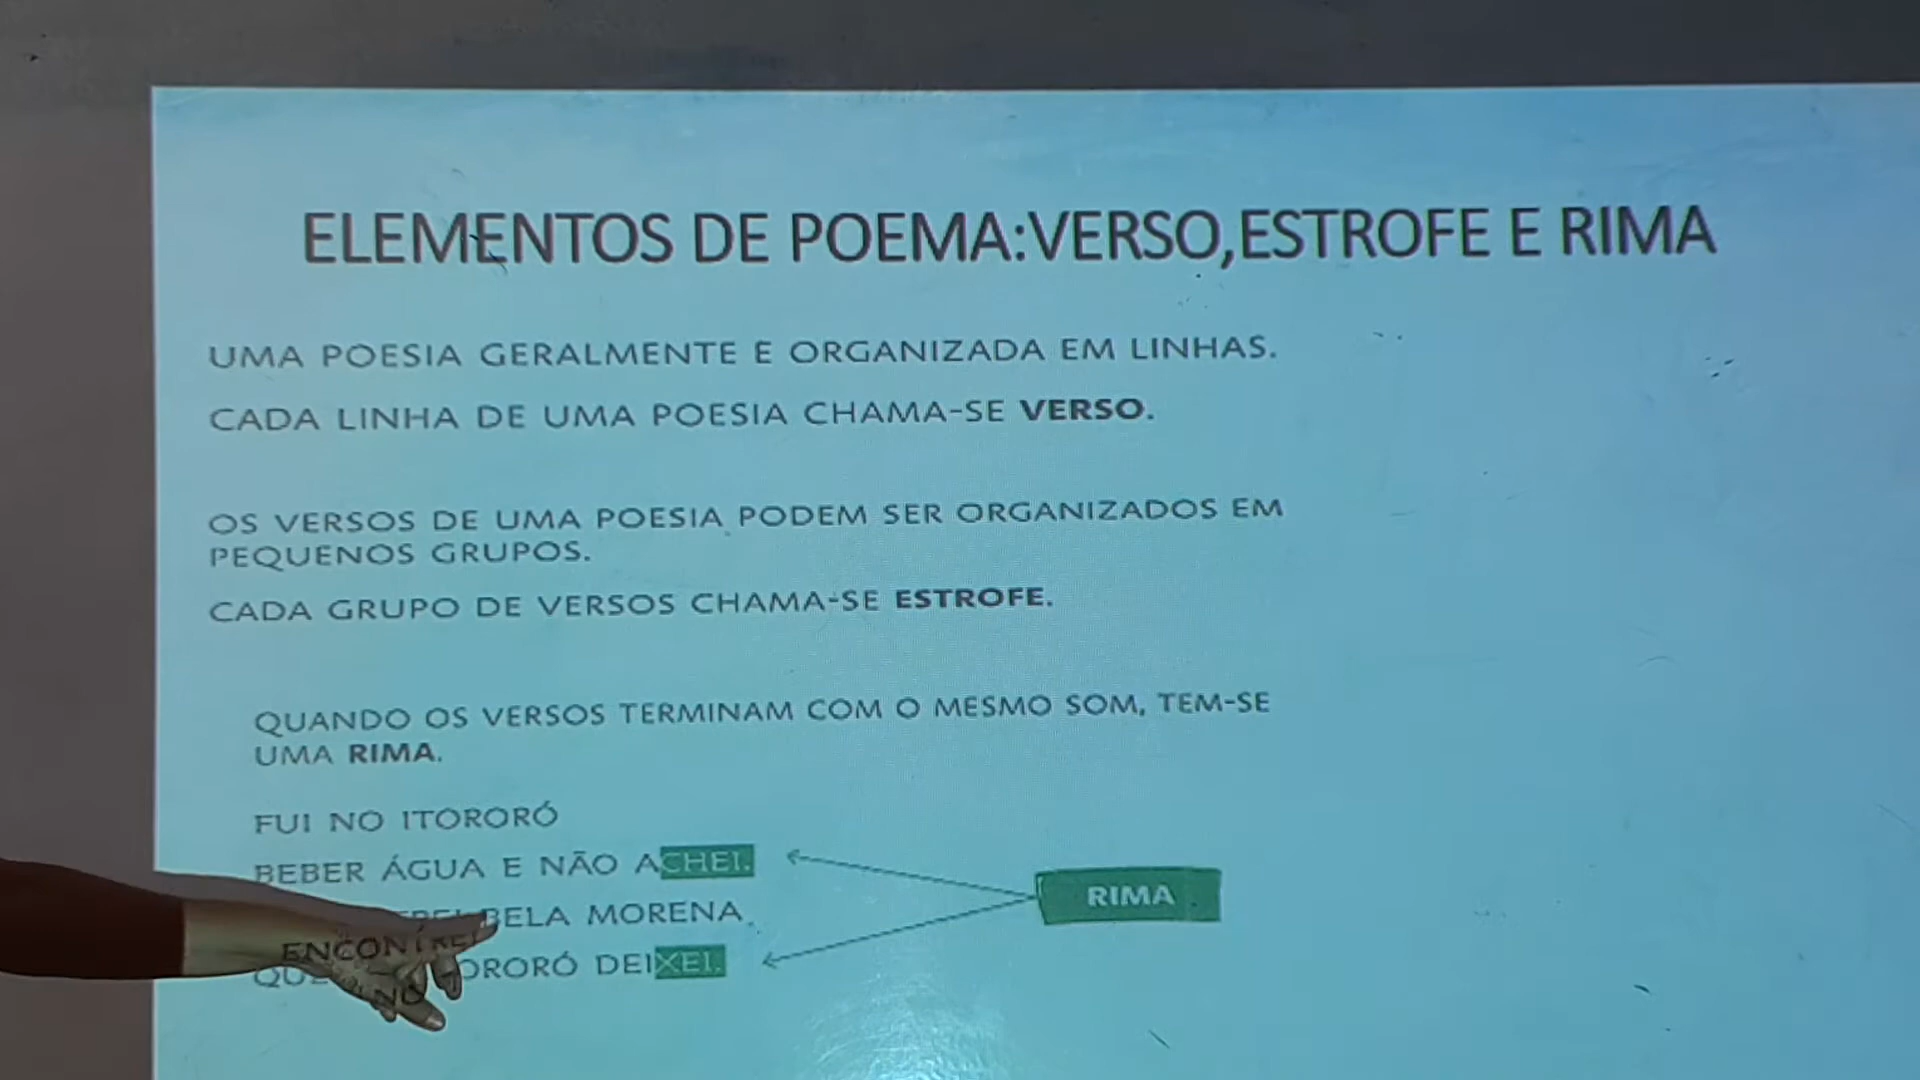 ELEMENTOS DE POEMA:VERSO,ESTROFE E RIMA
UMA POESIA GERALMENTE E ORGANIZADA EM LINHAS.
CADA LINHA DE UMA POESIA CHAMA-SE VERSO.
OS VERSOS DE UMA POESIA PODEM SER ORGANIZADOS EM
PEQUENOS GRUPOS.
CADA GRUPO DE VERSOS CHAMA-SE ESTROFE.
QUANDO OS VERSOS TERMINAM COM O MESMO SOM, TEM-SE
UMA RIMA.
FUI NO ITORORÓ
BEBER ÁGUA E NÃO ACHEI.
ENCONTREI BELA MORENA
NO ITORORÓ DEIXEI.
RIMA